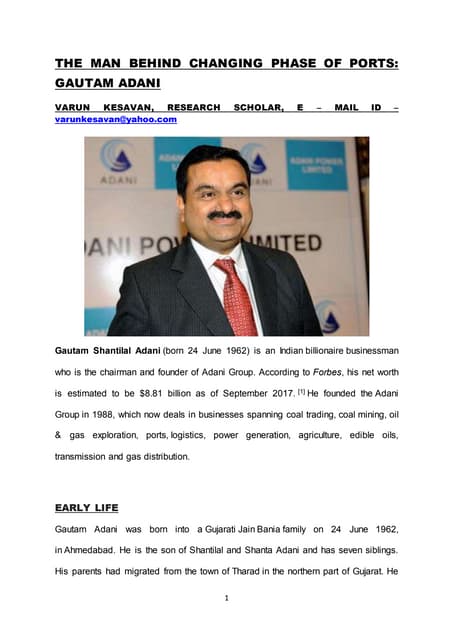 THE MAN BEHIND CHANGING PHASE OF PORTS:
GAUTAM ADANI
VARUN KESAVAN, RESEARCH SCHOLAR, E – MAIL ID –
varunkesavan@yahoo.com
ADANI
ADANI POWER
LIMITED
ADANI
DANI POW
LIMITED
Gautam Shantilal Adani (born 24 June 1962) is an Indian billionaire businessman
who is the chairman and founder of Adani Group. According to Forbes, his net worth
is estimated to be $8.81 billion as of September 2017. [1] He founded the Adani
Group in 1988, which now deals in businesses spanning coal trading, coal mining, oil
& gas exploration, ports, logistics, power generation, agriculture, edible oils,
transmission and gas distribution.
EARLY LIFE
Gautam Adani was born into a Gujarati Jain Bania family on 24 June 1962,
in Ahmedabad. He is the son of Shantilal and Shanta Adani and has seven siblings.
His parents had migrated from the town of Tharad in the northern part of Gujarat. He
1